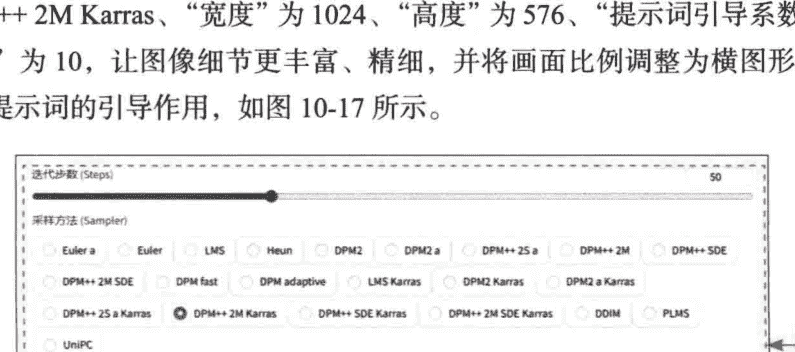 ++ 2M Karras、“宽度”为 1024、“高度”为 576、“提示词引导系数
”为 10，让图像细节更丰富、精细，并将画面比例调整为横图形
提示词的引导作用，如图 10-17 所示。
迭代步数 (Steps) 50
采样方法 (Sampler)
Euler a Euler LMS Heun DPM2 DPM2 a DPM++ 2S a DPM++ 2M DPM++ SDE
DPM++ 2M SDE DPM fast DPM adaptive LMS Karras DPM2 Karras DPM2 a Karras
DPM++ 2S a Karras DPM++ 2M Karras DPM++ SDE Karras DPM++ 2M SDE Karras DDIM PLMS
UniPC